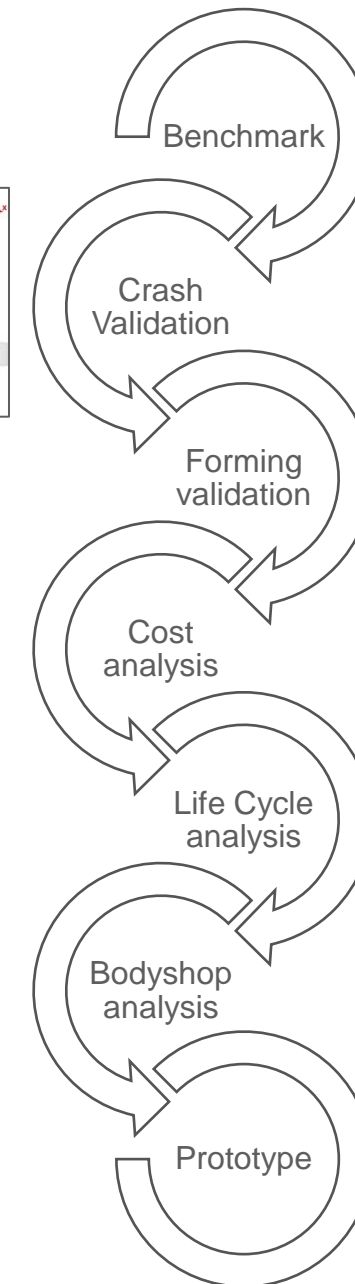 Benchmark
Crash
Validation
Forming
validation
Cost
analysis
Life Cycle
analysis
Bodyshop
analysis
Prototype